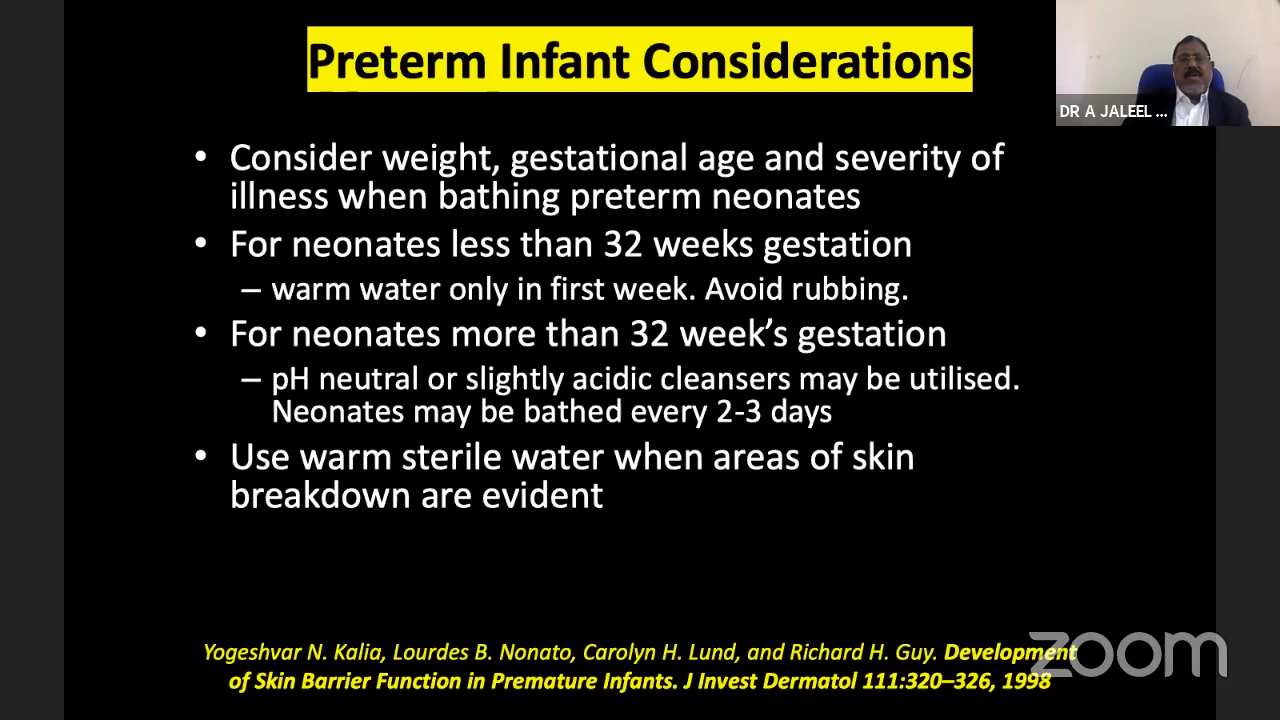 Preterm Infant Considerations
DR A JALEEL ...
• Consider weight, gestational age and severity of
illness when bathing preterm neonates
• For neonates less than 32 weeks gestation
– warm water only in first week. Avoid rubbing.
• For neonates more than 32 week’s gestation
– pH neutral or slightly acidic cleansers may be utilised.
Neonates may be bathed every 2-3 days
• Use warm sterile water when areas of skin
breakdown are evident
Yogeshvar N. Kalia, Lourdes B. Nonato, Carolyn H. Lund, and Richard H. Guy. Development
of Skin Barrier Function in Premature Infants. J Invest Dermatol 111:320–326, 1998
zoom